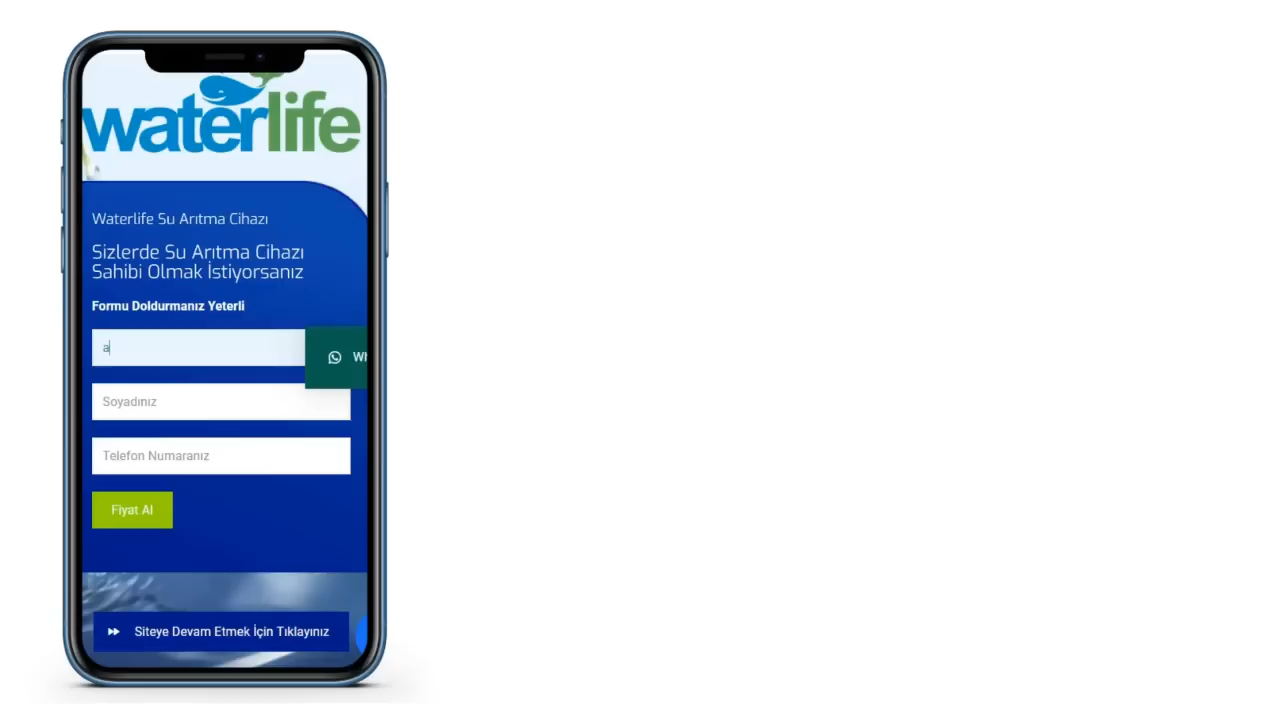 waterlife
Waterlife Su Arıtma Cihazı
Sizlerde Su Arıtma Cihazı
Sahibi Olmak İstiyorsanız
Formu Doldurmanız Yeterli
a
Soyadınız
Telefon Numaranız
Fiyat Al
Siteye Devam Etmek İçin Tıklayınız